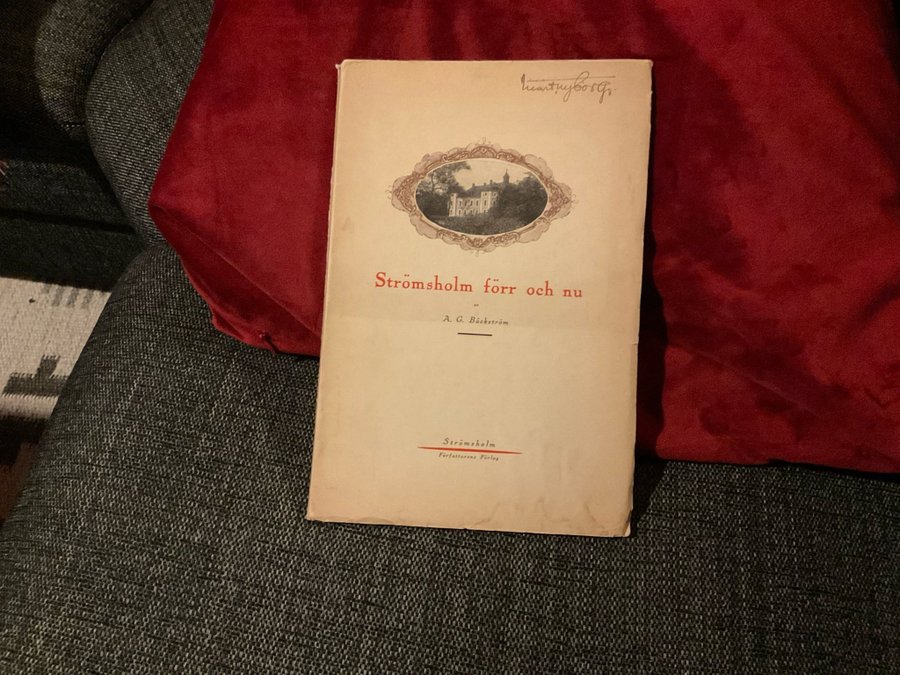 Strömsholm förr och nu
av
A. G. Bäckström
Strömsholm
Författarens Förlag